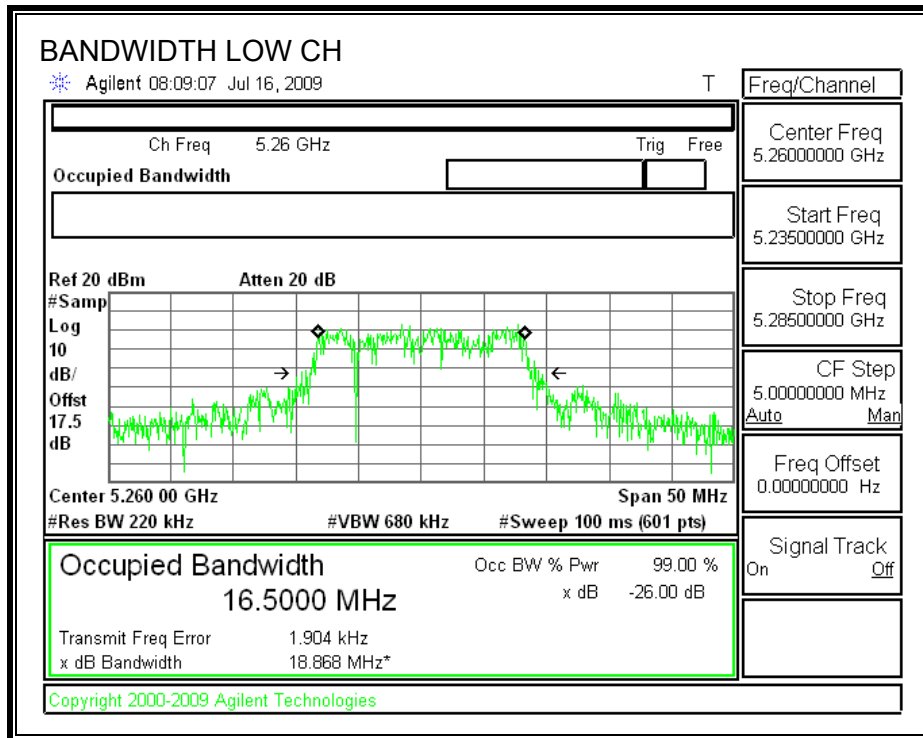 BANDWIDTH LOW CH
Agilent 08:09:07 Jul 16, 2009 T
Ch Freq 5.26 GHz Trig Free
Occupied Bandwidth
Ref 20 dBm Atten 20 dB
#Samp
Log
10
dB/
Offst
17.5
dB
Center 5.260 00 GHz Span 50 MHz
#Res BW 220 kHz #VBW 680 kHz #Sweep 100 ms (601 pts)
Occupied Bandwidth Occ BW % Pwr 99.00 %
16.5000 MHz x dB -26.00 dB
Transmit Freq Error 1.904 kHz
x dB Bandwidth 18.868 MHz*
Copyright 2000-2009 Agilent Technologies
Freq/Channel
Center Freq
5.26000000 GHz
Start Freq
5.23500000 GHz
Stop Freq
5.28500000 GHz
CF Step
5.00000000 MHz
Auto Man
Freq Offset
0.00000000 Hz
Signal Track
On Off